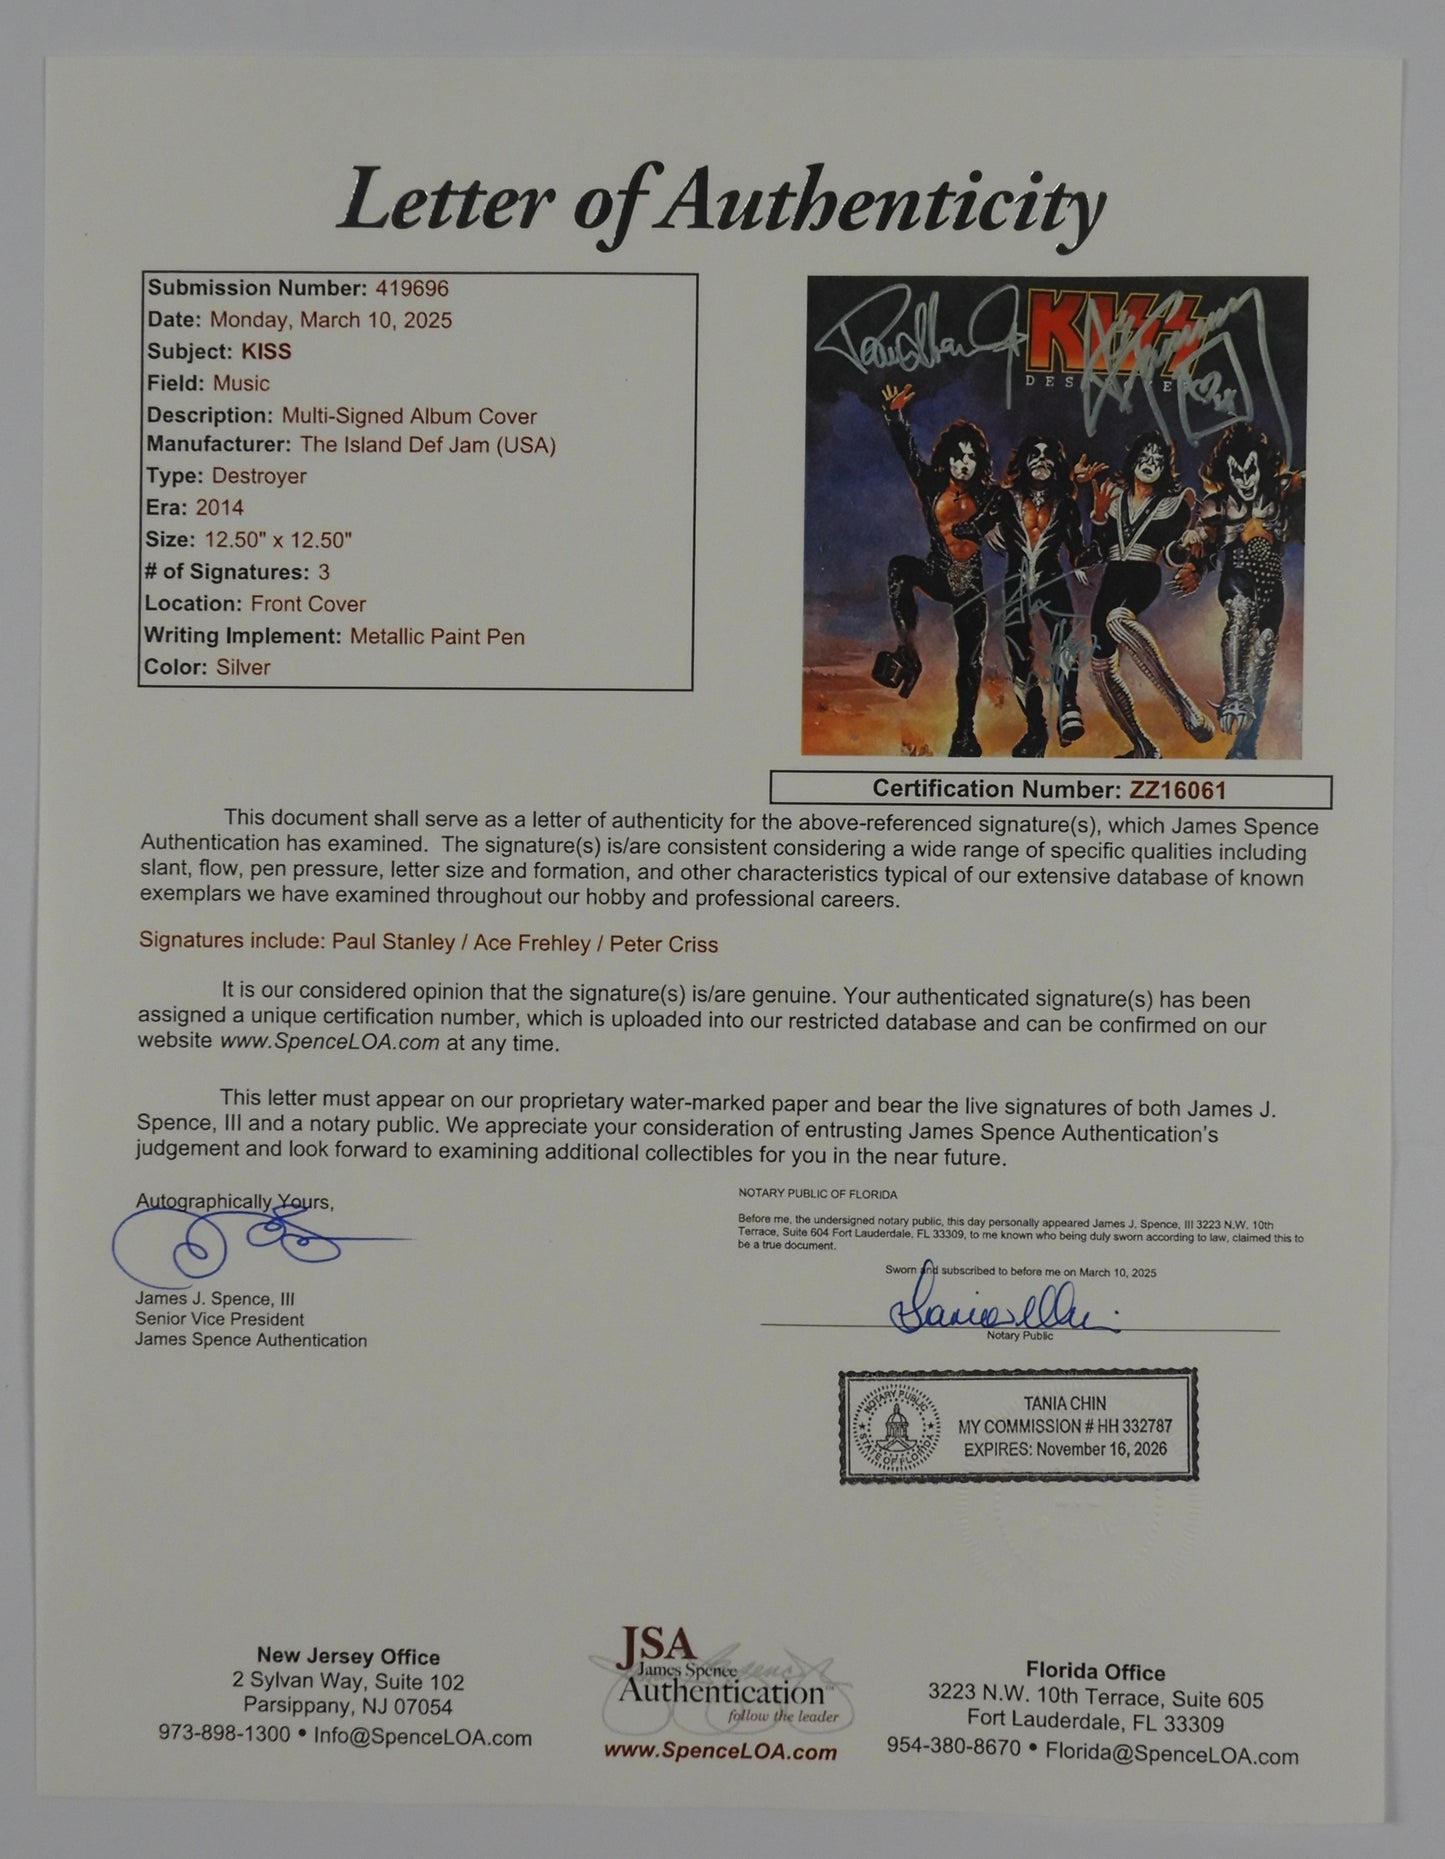 Letter of Authenticity
Submission Number: 419696
Date: Monday, March 10, 2025
Subject: KISS
Field: Music
Description: Multi-Signed Album Cover
Manufacturer: The Island Def Jam (USA)
Type: Destroyer
Era: 2014
Size: 12.50" x 12.50"
# of Signatures: 3
Location: Front Cover
Writing Implement: Metallic Paint Pen
Color: Silver
KISS
Certification Number: ZZ16061
This document shall serve as a letter of authenticity for the above-referenced signature(s), which James Spence
Authentication has examined. The signature(s) is/are consistent considering a wide range of specific qualities including
slant, flow, pen pressure, letter size and formation, and other characteristics typical of our extensive database of known
exemplars we have examined throughout our hobby and professional careers.
Signatures include: Paul Stanley / Ace Frehley / Peter Criss
It is our considered opinion that the signature(s) is/are genuine. Your authenticated signature(s) has been
assigned a unique certification number, which is uploaded into our restricted database and can be confirmed on our
website www.SpenceLOA.com at any time.
This letter must appear on our proprietary water-marked paper and bear the live signatures of both James J.
Spence, III and a notary public. We appreciate your consideration of entrusting James Spence Authentication's
judgement and look forward to examining additional collectibles for you in the near future.
Autographically Yours,
James J. Spence, III
Senior Vice President
James Spence Authentication
NOTARY PUBLIC OF FLORIDA
Before me, the undersigned notary public, this day personally appeared James J. Spence, III 3223 N.W. 10th
Terrace, Suite 604 Fort Lauderdale, FL 33309, to me known who being duly sworn according to law, claimed this to
be a true document.
Sworn and subscribed to before me on March 10, 2025
Notary Public
NOTARY PUBLIC
STATE OF FLORIDA
TANIA CHIN
MY COMMISSION # HH 332787
EXPIRES: November 16, 2026
New Jersey Office
2 Sylvan Way, Suite 102
Parsippany, NJ 07054
973-898-1300 • Info@SpenceLOA.com
JSA
James Spence
Authentication™
follow the leader
www.SpenceLOA.com
Florida Office
3223 N.W. 10th Terrace, Suite 605
Fort Lauderdale, FL 33309
954-380-8670 • Florida@SpenceLOA.com